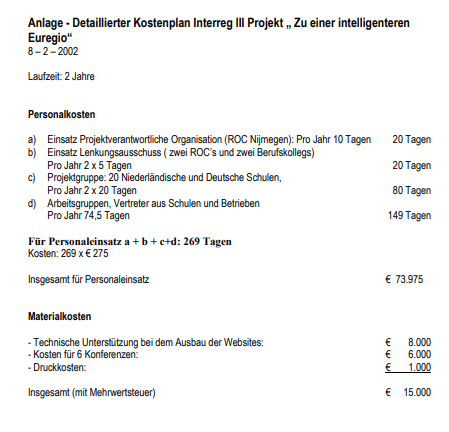 Anlage - Detaillierter Kostenplan Interreg III Projekt „ Zu einer intelligenteren
Euregio“
8 – 2 – 2002
Laufzeit: 2 Jahre
Personalkosten
a) Einsatz Projektverantwortliche Organisation (ROC Nijmegen): Pro Jahr 10 Tagen 20 Tagen
b) Einsatz Lenkungsausschuss ( zwei ROC's und zwei Berufskollegs)
Pro Jahr 2 x 5 Tagen 20 Tagen
c) Projektgruppe: 20 Niederländische und Deutsche Schulen,
Pro Jahr 2 x 20 Tagen 80 Tagen
d) Arbeitsgruppen, Vertreter aus Schulen und Betrieben
Pro Jahr 74,5 Tagen 149 Tagen
Für Personaleinsatz a + b + c+d: 269 Tagen
Kosten: 269 x € 275
Insgesamt für Personaleinsatz € 73.975
Materialkosten
- Technische Unterstützung bei dem Ausbau der Websites: € 8.000
- Kosten für 6 Konferenzen: € 6.000
- Druckkosten: € 1.000
Insgesamt (mit Mehrwertsteuer) € 15.000